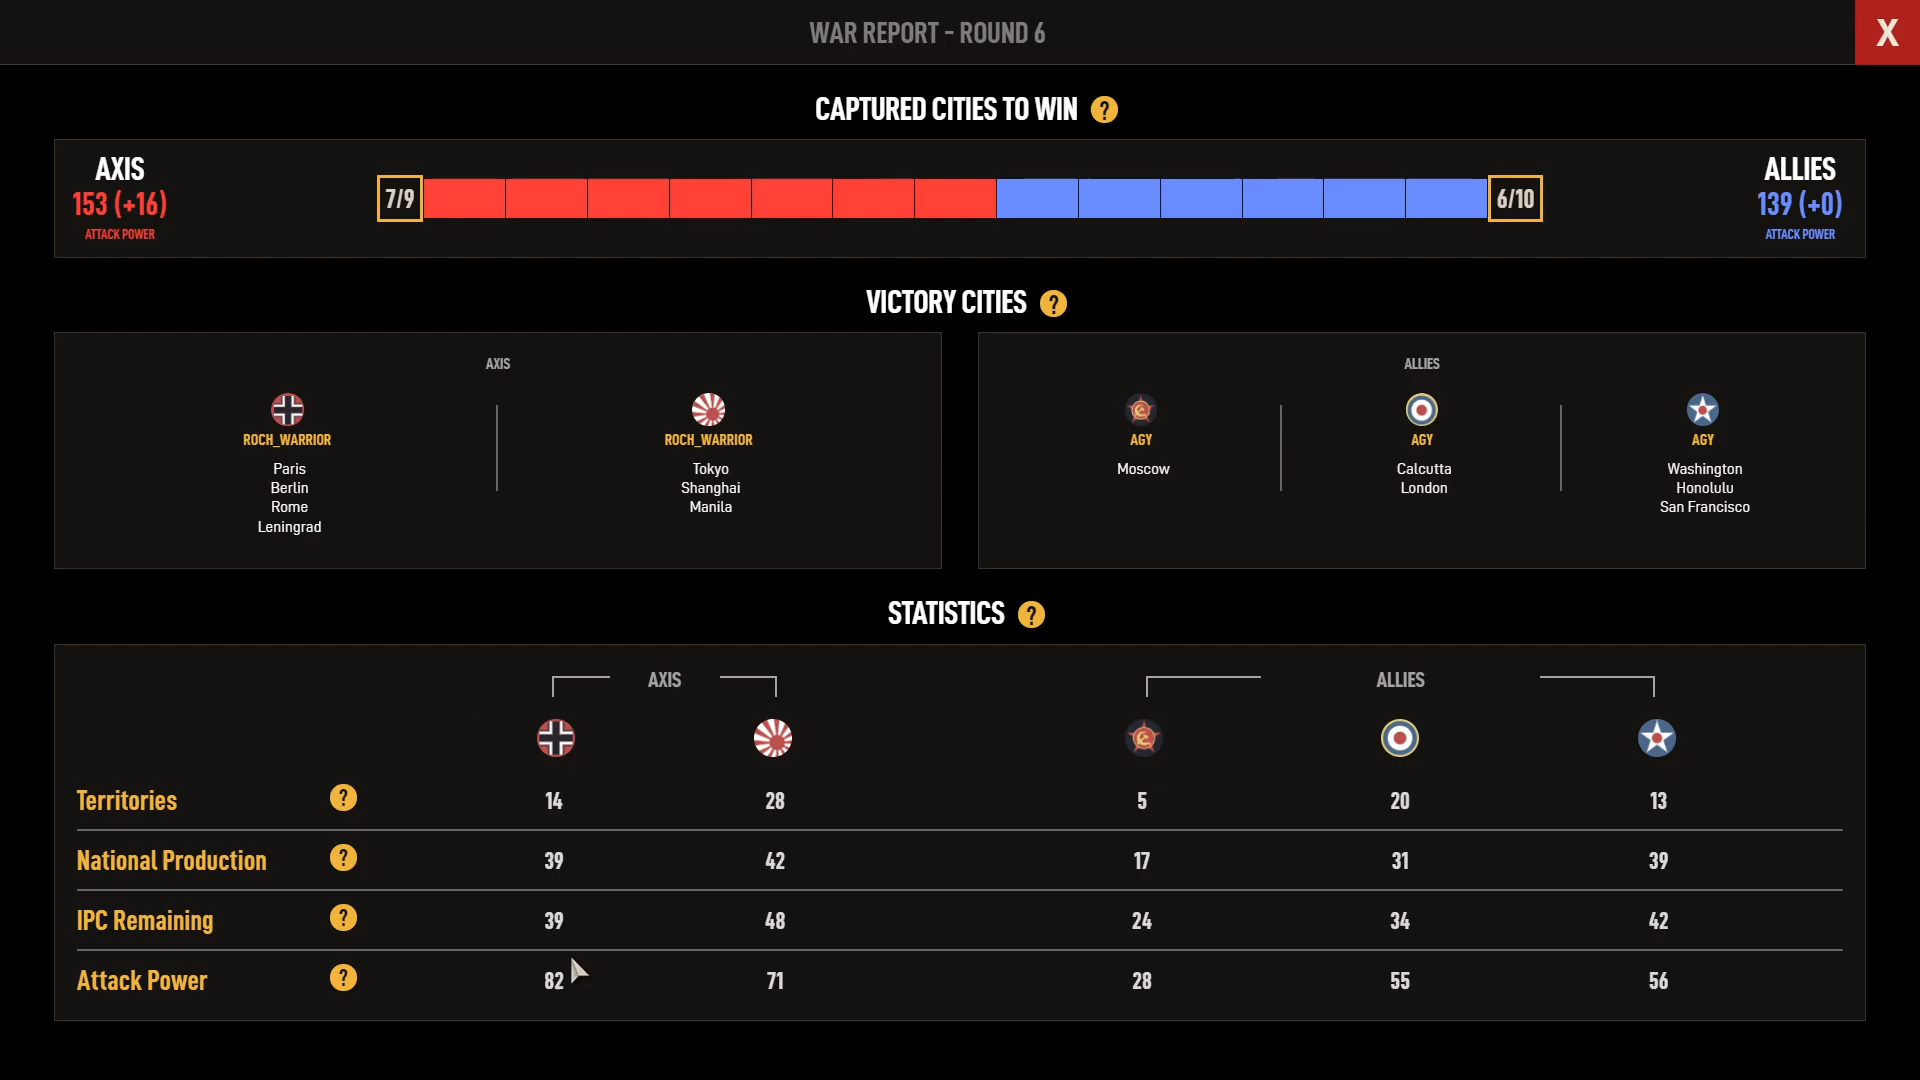 WAR REPORT - ROUND 6
X
CAPTURED CITIES TO WIN ?
AXIS
153 (+16)
ATTACK POWER
7/9
6/10
ALLIES
139 (+0)
ATTACK POWER
VICTORY CITIES ?
AXIS
ROCH_WARRIOR
Paris
Berlin
Rome
Leningrad
ROCH_WARRIOR
Tokyo
Shanghai
Manila
ALLIES
AGY
Moscow
AGY
Calcutta
London
AGY
Washington
Honolulu
San Francisco
STATISTICS ?
AXIS ALLIES
Territories ? 14 28 5 20 13
National Production ? 39 42 17 31 39
IPC Remaining ? 39 48 24 34 42
Attack Power ? 82 71 28 55 56